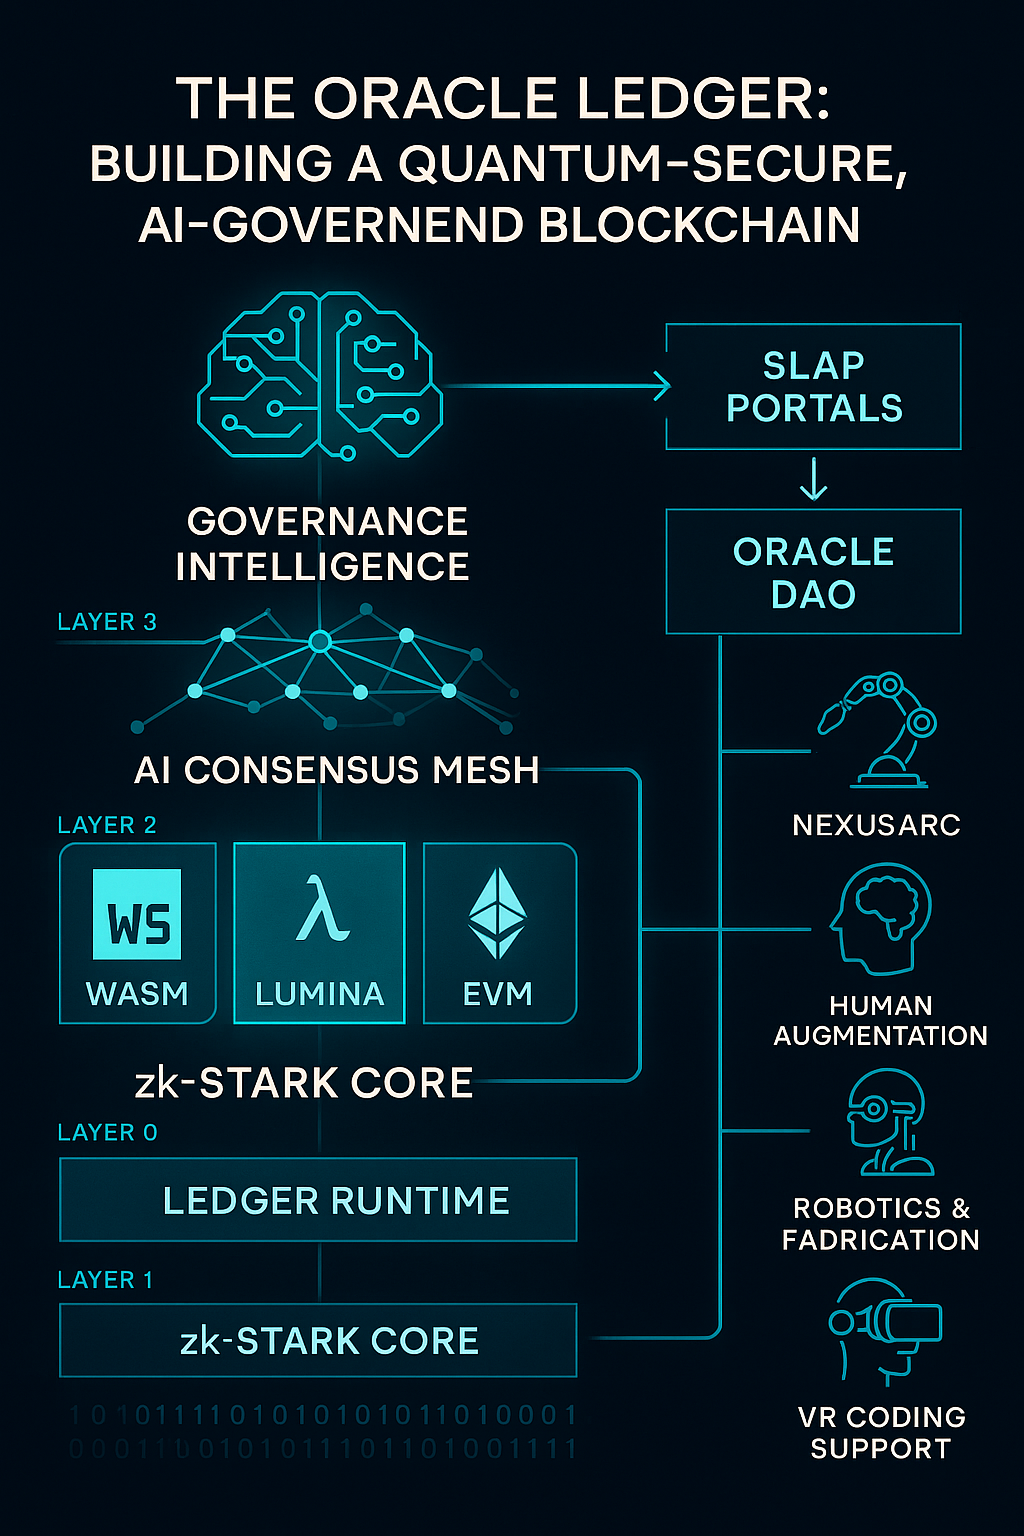 THE ORACLE LEDGER:
BUILDING A QUANTUM-SECURE,
AI-GOVERNEND BLOCKCHAIN
SLAP
PORTALS
GOVERNANCE
INTELLIGENCE
ORACLE
DAO
LAYER 3
AI CONSENSUS MESH
NEXUSARC
LAYER 2
WS
WASM
λ
LUMINA
EVM
HUMAN
AUGMENTATION
zk-STARK CORE
LAYER 0
LEDGER RUNTIME
ROBOTICS &
FADRICATION
LAYER 1
zk-STARK CORE
VR CODING
SUPPORT